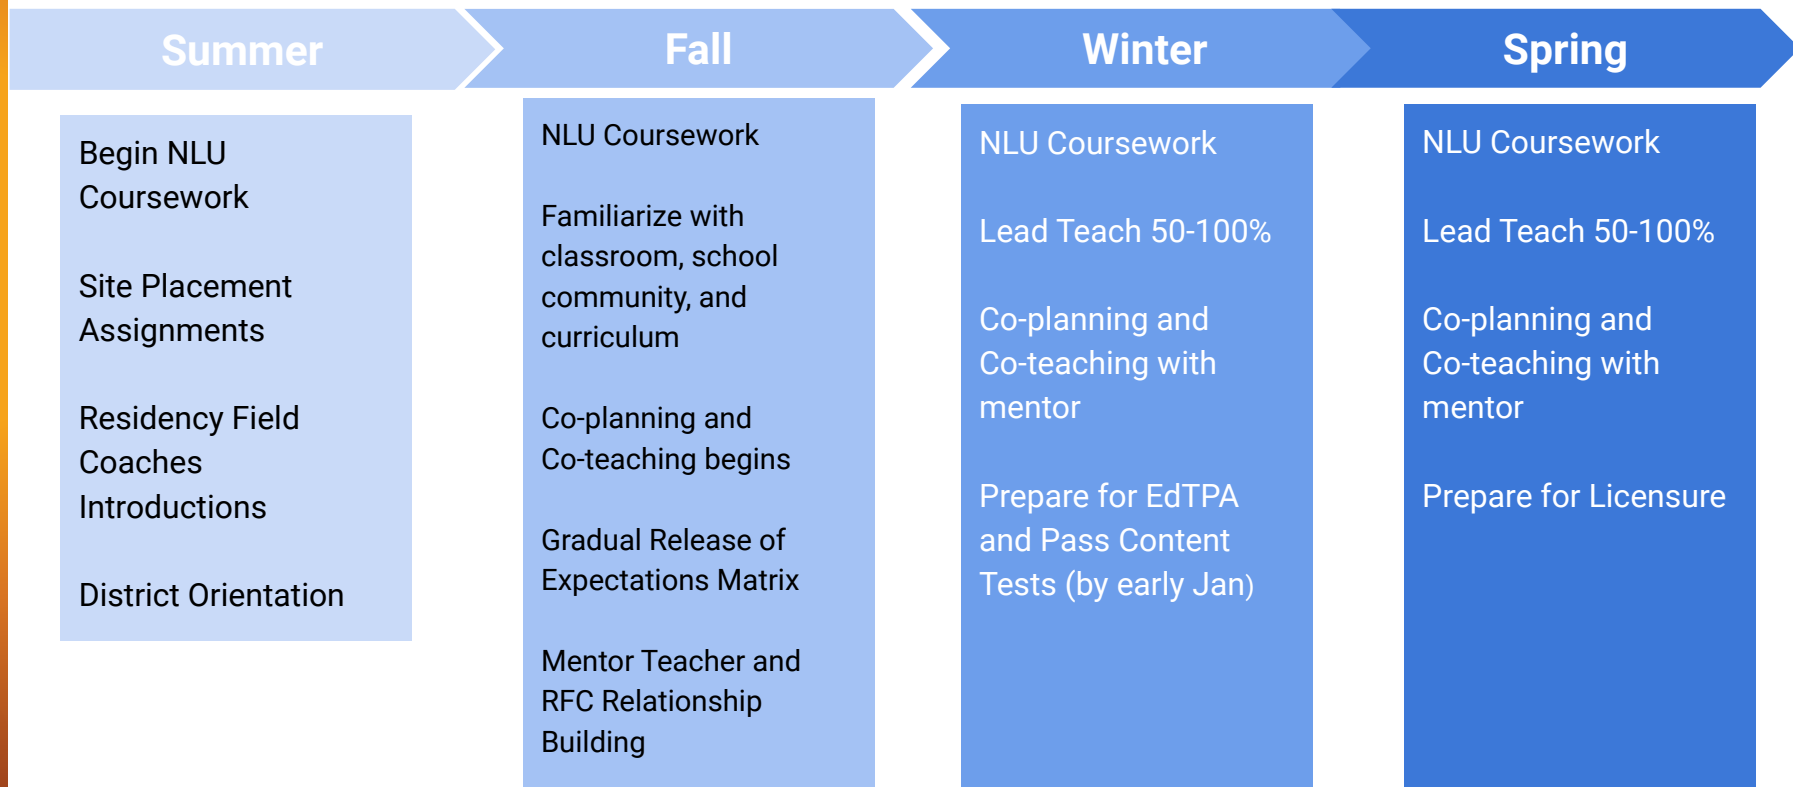 Summer
Fall
Winter
Spring
Begin NLU
Coursework
Site Placement
Assignments
Residency Field
Coaches
Introductions
District Orientation
NLU Coursework
Familiarize with
classroom, school
community, and
curriculum
Co-planning and
Co-teaching begins
Gradual Release of
Expectations Matrix
Mentor Teacher and
RFC Relationship
Building
NLU Coursework
Lead Teach 50-100%
Co-planning and
Co-teaching with
mentor
Prepare for EdTPA
and Pass Content
Tests (by early Jan)
NLU Coursework
Lead Teach 50-100%
Co-planning and
Co-teaching with
mentor
Prepare for Licensure